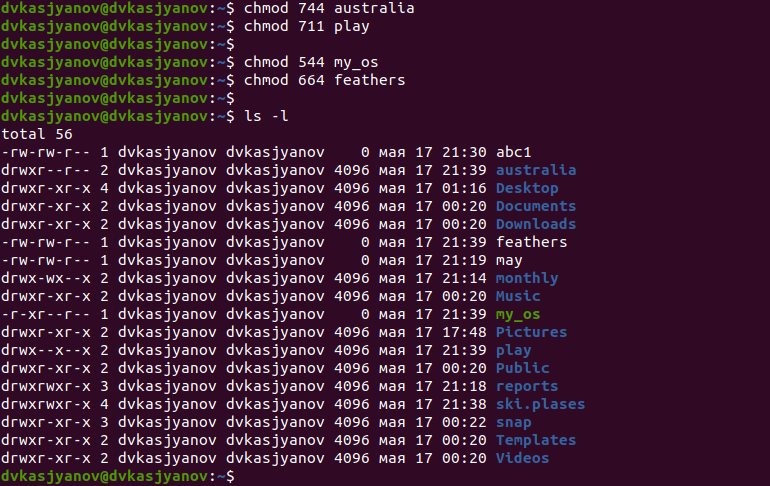 dvkasjyanov@dvkasjyanov:~$ chmod 744 australia
dvkasjyanov@dvkasjyanov:~$ chmod 711 play
dvkasjyanov@dvkasjyanov:~$
dvkasjyanov@dvkasjyanov:~$ chmod 544 my_os
dvkasjyanov@dvkasjyanov:~$ chmod 664 feathers
dvkasjyanov@dvkasjyanov:~$
dvkasjyanov@dvkasjyanov:~$ ls -l
total 56
-rw-rw-r-- 1 dvkasjyanov dvkasjyanov    0 мая 17 21:30 abc1
drwxr--r-- 2 dvkasjyanov dvkasjyanov 4096 мая 17 21:39 australia
drwxr-xr-x 4 dvkasjyanov dvkasjyanov 4096 мая 17 01:16 Desktop
drwxr-xr-x 2 dvkasjyanov dvkasjyanov 4096 мая 17 00:20 Documents
drwxr-xr-x 2 dvkasjyanov dvkasjyanov 4096 мая 17 00:20 Downloads
-rw-rw-r-- 1 dvkasjyanov dvkasjyanov    0 мая 17 21:39 feathers
-rw-rw-r-- 1 dvkasjyanov dvkasjyanov    0 мая 17 21:19 may
drwx-wx--x 2 dvkasjyanov dvkasjyanov 4096 мая 17 21:14 monthly
drwxr-xr-x 2 dvkasjyanov dvkasjyanov 4096 мая 17 00:20 Music
-r-xr--r-- 1 dvkasjyanov dvkasjyanov    0 мая 17 21:39 my_os
drwxr-xr-x 2 dvkasjyanov dvkasjyanov 4096 мая 17 17:48 Pictures
drwx--x--x 2 dvkasjyanov dvkasjyanov 4096 мая 17 21:39 play
drwxr-xr-x 2 dvkasjyanov dvkasjyanov 4096 мая 17 00:20 Public
drwxrwxr-x 3 dvkasjyanov dvkasjyanov 4096 мая 17 21:18 reports
drwxrwxr-x 4 dvkasjyanov dvkasjyanov 4096 мая 17 21:38 ski.plases
drwxr-xr-x 3 dvkasjyanov dvkasjyanov 4096 мая 17 00:22 snap
drwxr-xr-x 2 dvkasjyanov dvkasjyanov 4096 мая 17 00:20 Templates
drwxr-xr-x 2 dvkasjyanov dvkasjyanov 4096 мая 17 00:20 Videos
dvkasjyanov@dvkasjyanov:~$